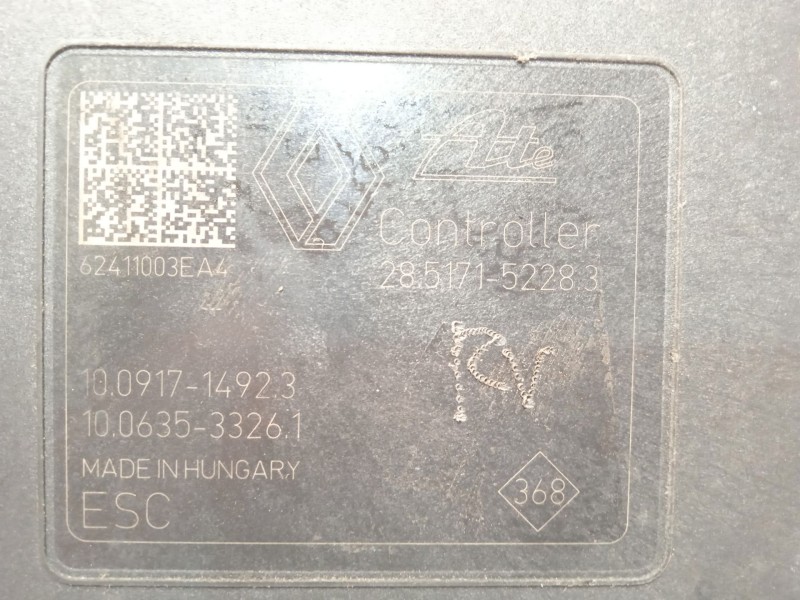 Ate
Controller
62411003EA4
28.5171-5228.3
10.0917-1492.3
10.0635-3326.1
MADE IN HUNGARY
368
ESC